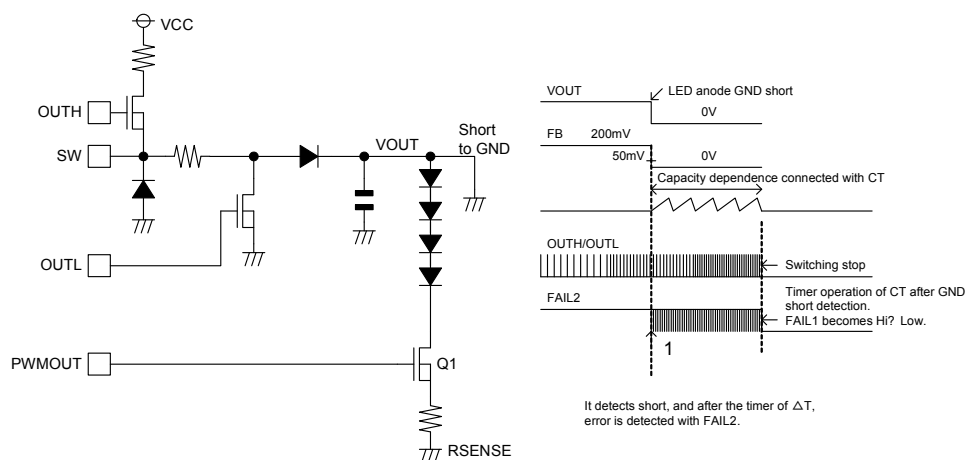 VCC
OUTH
SW
VOUT
Short
to GND
OUTL
PWMOUT
Q1
RSENSE
VOUT
LED anode GND short
0V
FB
200mV
50mV
0V
Capacity dependence connected with CT
OUTH/OUTL
Switching stop
FAIL2
Timer operation of CT after GND
short detection.
FAIL1 becomes Hi? Low.
1
It detects short, and after the timer of △T,
error is detected with FAIL2.